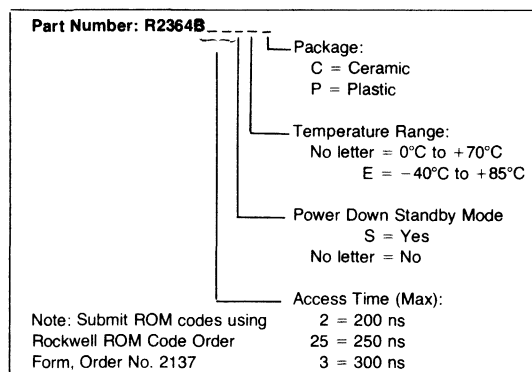 Part Number: R2364B_ _ _ _ _
Package:
C = Ceramic
P = Plastic
Temperature Range:
No letter = 0°C to +70°C
E = −40°C to +85°C
Power Down Standby Mode
S = Yes
No letter = No
Access Time (Max):
Note: Submit ROM codes using 2 = 200 ns
Rockwell ROM Code Order 25 = 250 ns
Form, Order No. 2137 3 = 300 ns